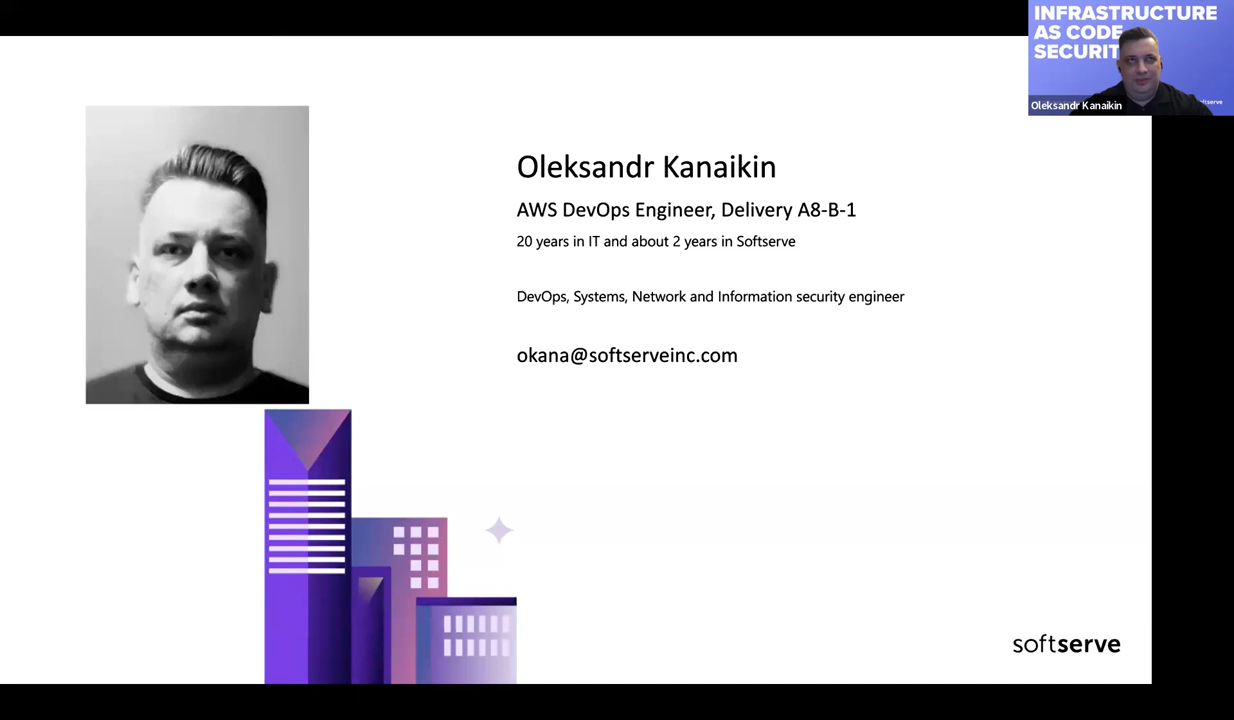 INFRASTRUCTURE
AS CODE
SECURIT
Oleksandr Kanaikin
Oleksandr Kanaikin
AWS DevOps Engineer, Delivery A8-B-1
20 years in IT and about 2 years in Softserve
DevOps, Systems, Network and Information security engineer
okana@softserveinc.com
softserve